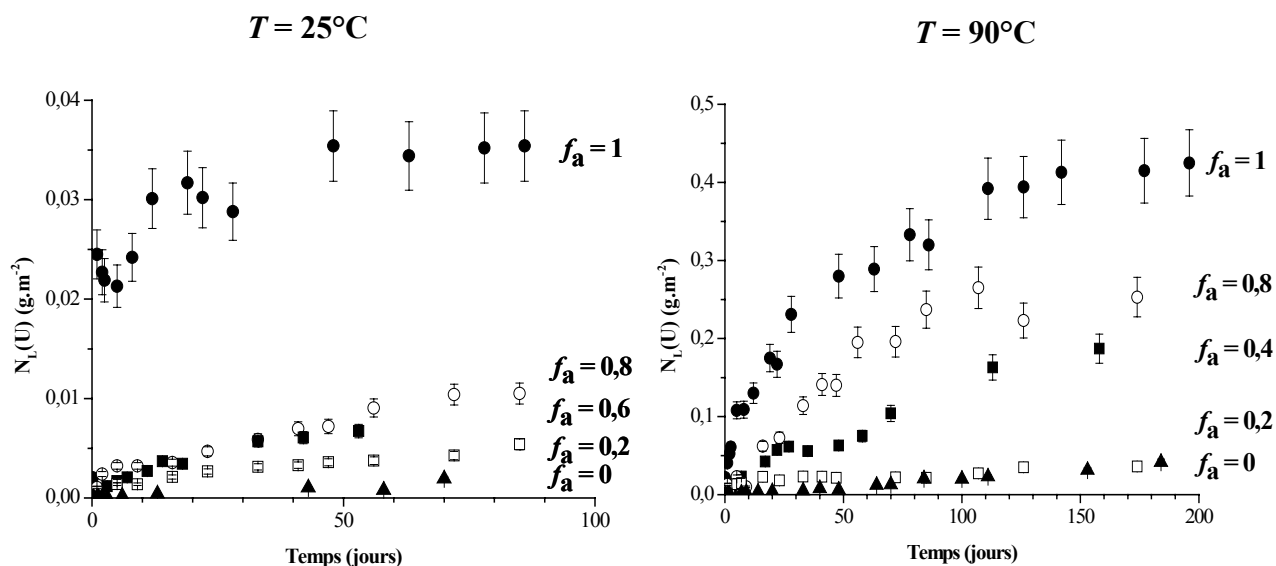 T = 25°C
N_L(U) (g.m⁻²)
0,04
0,03
0,02
0,01
0,00
0
50
100
Temps (jours)
f_a = 1
f_a = 0,8
f_a = 0,6
f_a = 0,2
f_a = 0
T = 90°C
N_L(U) (g.m⁻²)
0,5
0,4
0,3
0,2
0,1
0,0
0
50
100
150
200
Temps (jours)
f_a = 1
f_a = 0,8
f_a = 0,4
f_a = 0,2
f_a = 0